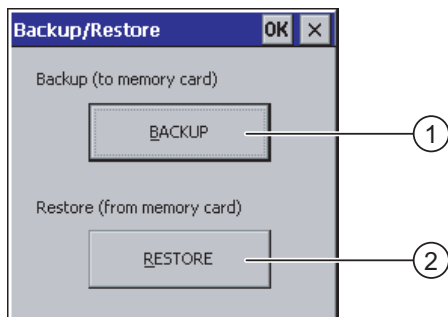 Backup/Restore OK ×
Backup (to memory card)
BACKUP 1
Restore (from memory card)
RESTORE 2